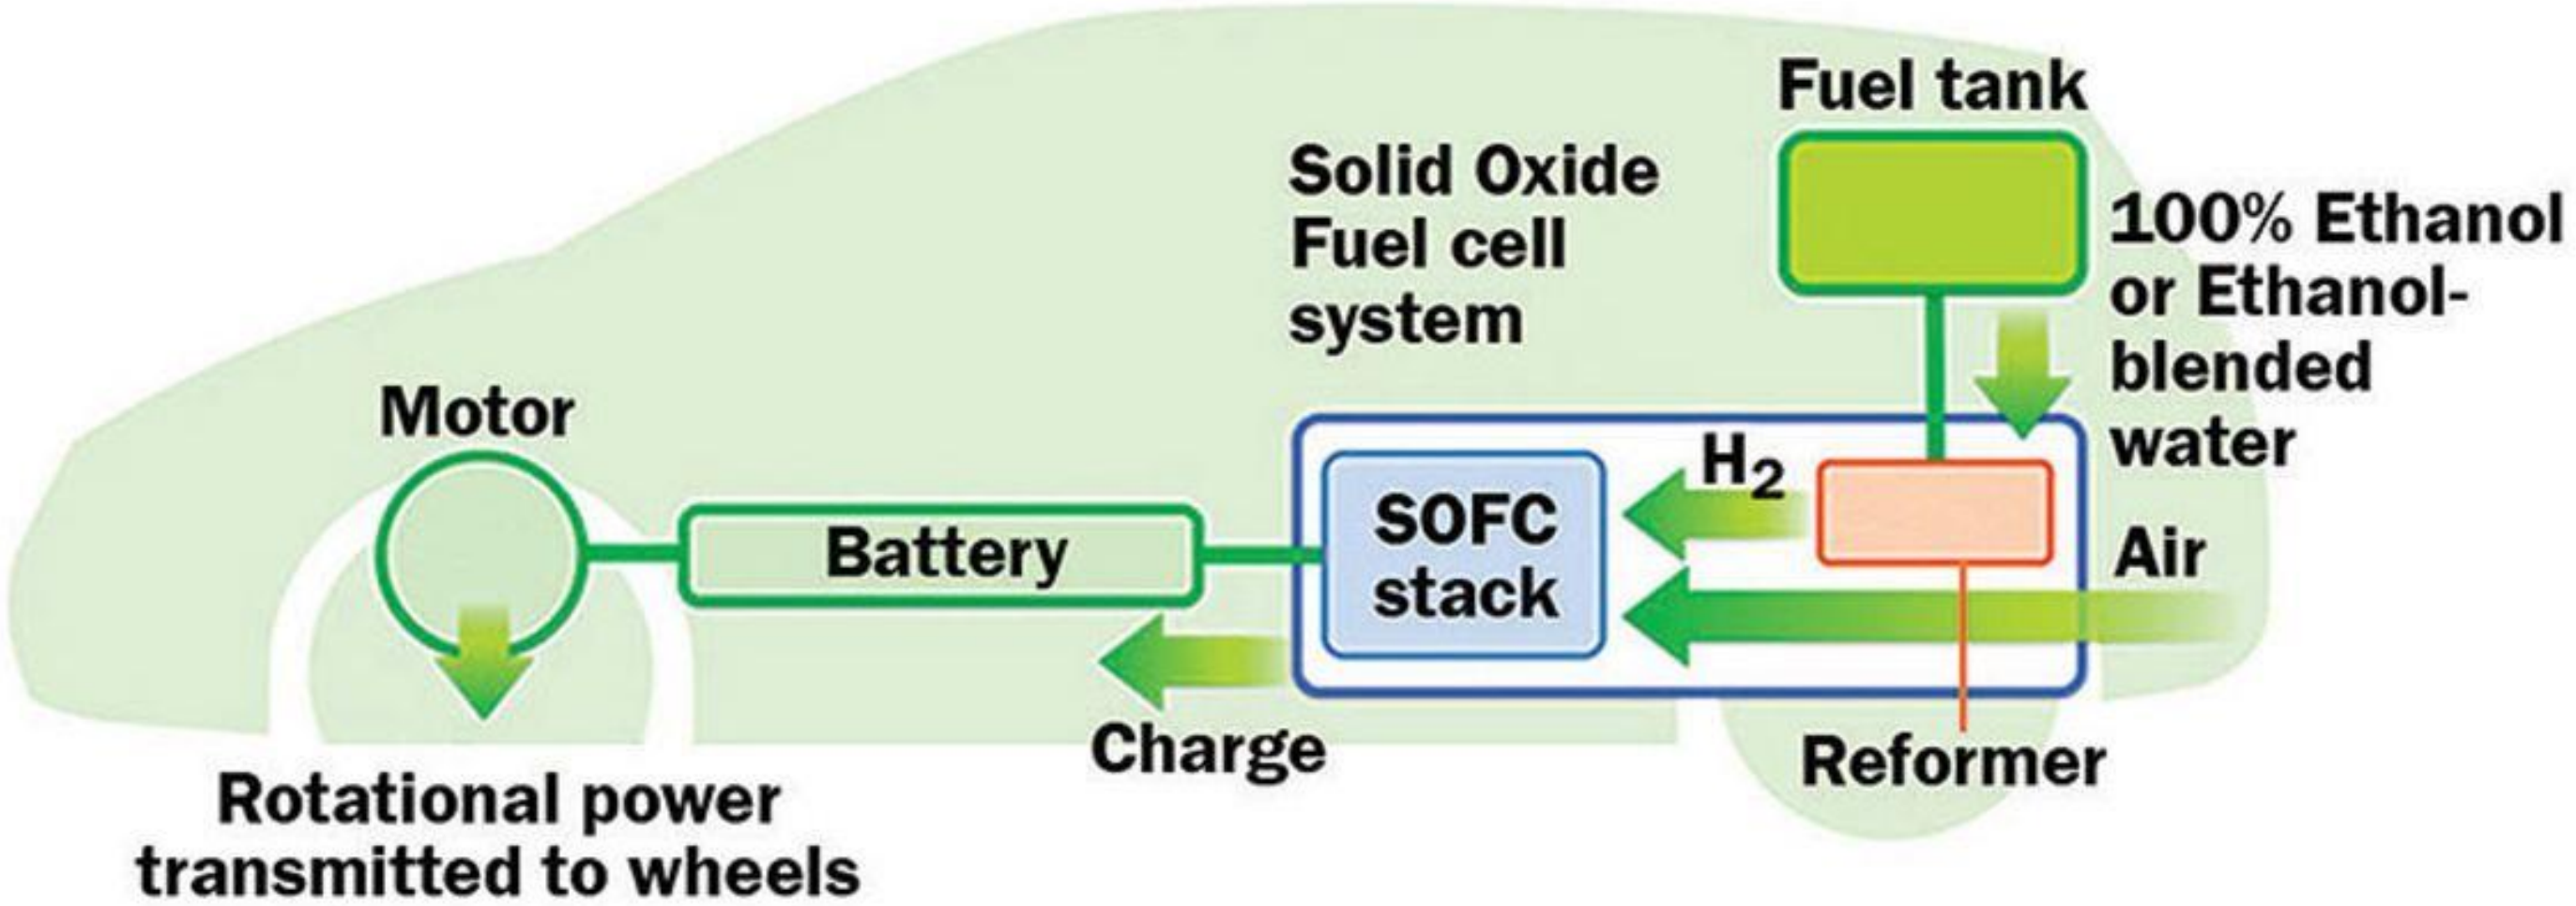 Fuel tank
Solid Oxide
Fuel cell
system
100% Ethanol
or Ethanol-
blended
water
Motor
H2
SOFC
stack
Battery
Air
Charge
Reformer
Rotational power
transmitted to wheels